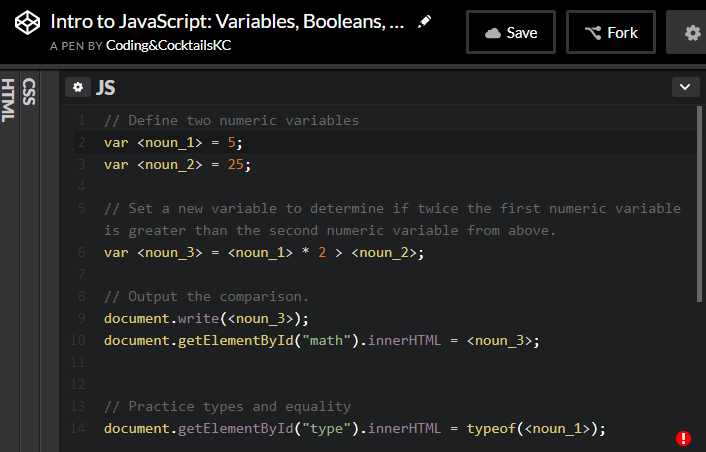 Intro to JavaScript: Variables, Booleans, ...
Save
Fork
A PEN BY Coding&CocktailsKC
HTML
CSS
JS
1 // Define two numeric variables
2 var <noun_1> = 5;
3 var <noun_2> = 25;
4
5 // Set a new variable to determine if twice the first numeric variable
is greater than the second numeric variable from above.
6 var <noun_3> = <noun_1> * 2 > <noun_2>;
7
8 // Output the comparison.
9 document.write(<noun_3>);
10 document.getElementById("math").innerHTML = <noun_3>;
11
12
13 // Practice types and equality
14 document.getElementById("type").innerHTML = typeof(<noun_1>);